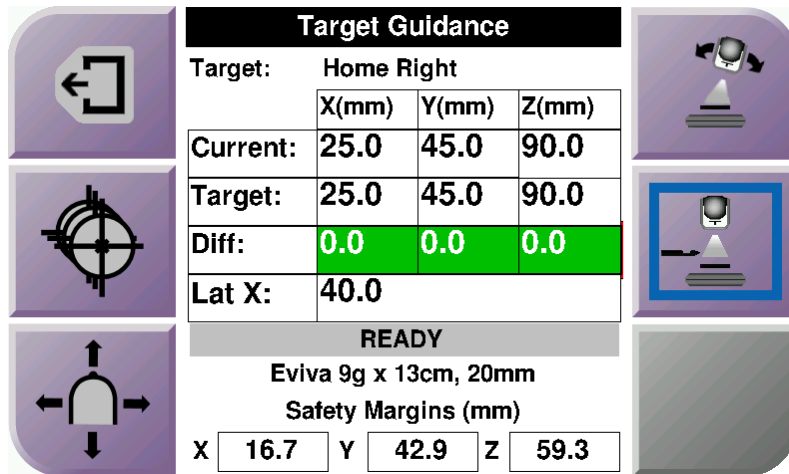 Target Guidance
Target: Home Right
X(mm) Y(mm) Z(mm)
Current: 25.0 45.0 90.0
Target: 25.0 45.0 90.0
Diff: 0.0 0.0 0.0
Lat X: 40.0
READY
Eviva 9g x 13cm, 20mm
Safety Margins (mm)
X 16.7 Y 42.9 Z 59.3